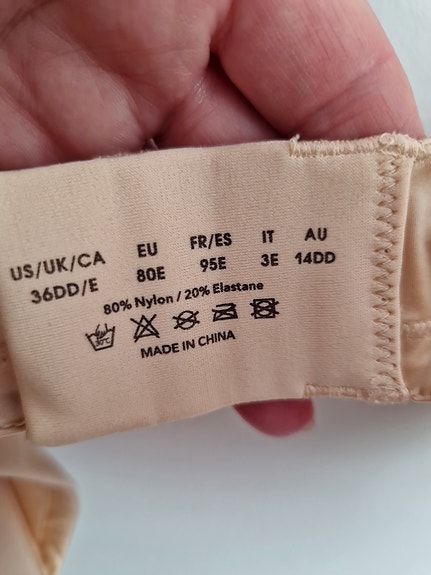 US/UK/CA EU FR/ES IT AU
36DD/E 80E 95E 3E 14DD
80% Nylon / 20% Elastane
30°C
MADE IN CHINA